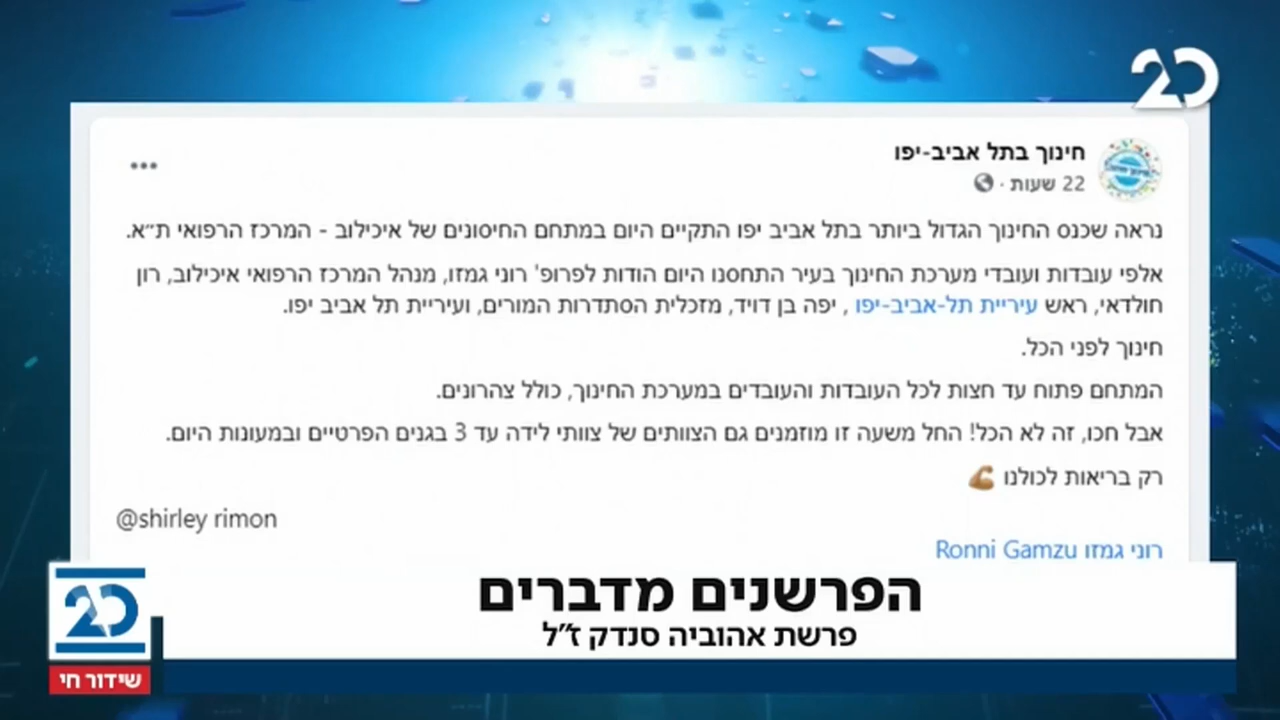 20
חינוך בתל אביב-יפו
22 שעות ·
נראה שכנס החינוך הגדול ביותר בתל אביב יפו התקיים היום במתחם החיסונים של איכילוב - המרכז הרפואי ת״א.
אלפי עובדות ועובדי מערכת החינוך בעיר התחסנו היום הודות לפרופ' רוני גמזו, מנהל המרכז הרפואי איכילוב, רון
חולדאי, ראש עיריית תל-אביב-יפו , יפה בן דויד, מזכלית הסתדרות המורים, ועיריית תל אביב יפו.
חינוך לפני הכל.
המתחם פתוח עד חצות לכל העובדות והעובדים במערכת החינוך, כולל צהרונים.
אבל חכו, זה לא הכל! החל משעה זו מוזמנים גם הצוותים של צוותי לידה עד 3 בגנים הפרטיים ובמעונות היום.
רק בריאות לכולנו 💪🏾
@shirley rimon
רוני גמזו Ronni Gamzu
הפרשנים מדברים
פרשת אהוביה סנדק ז״ל
20
שידור חי